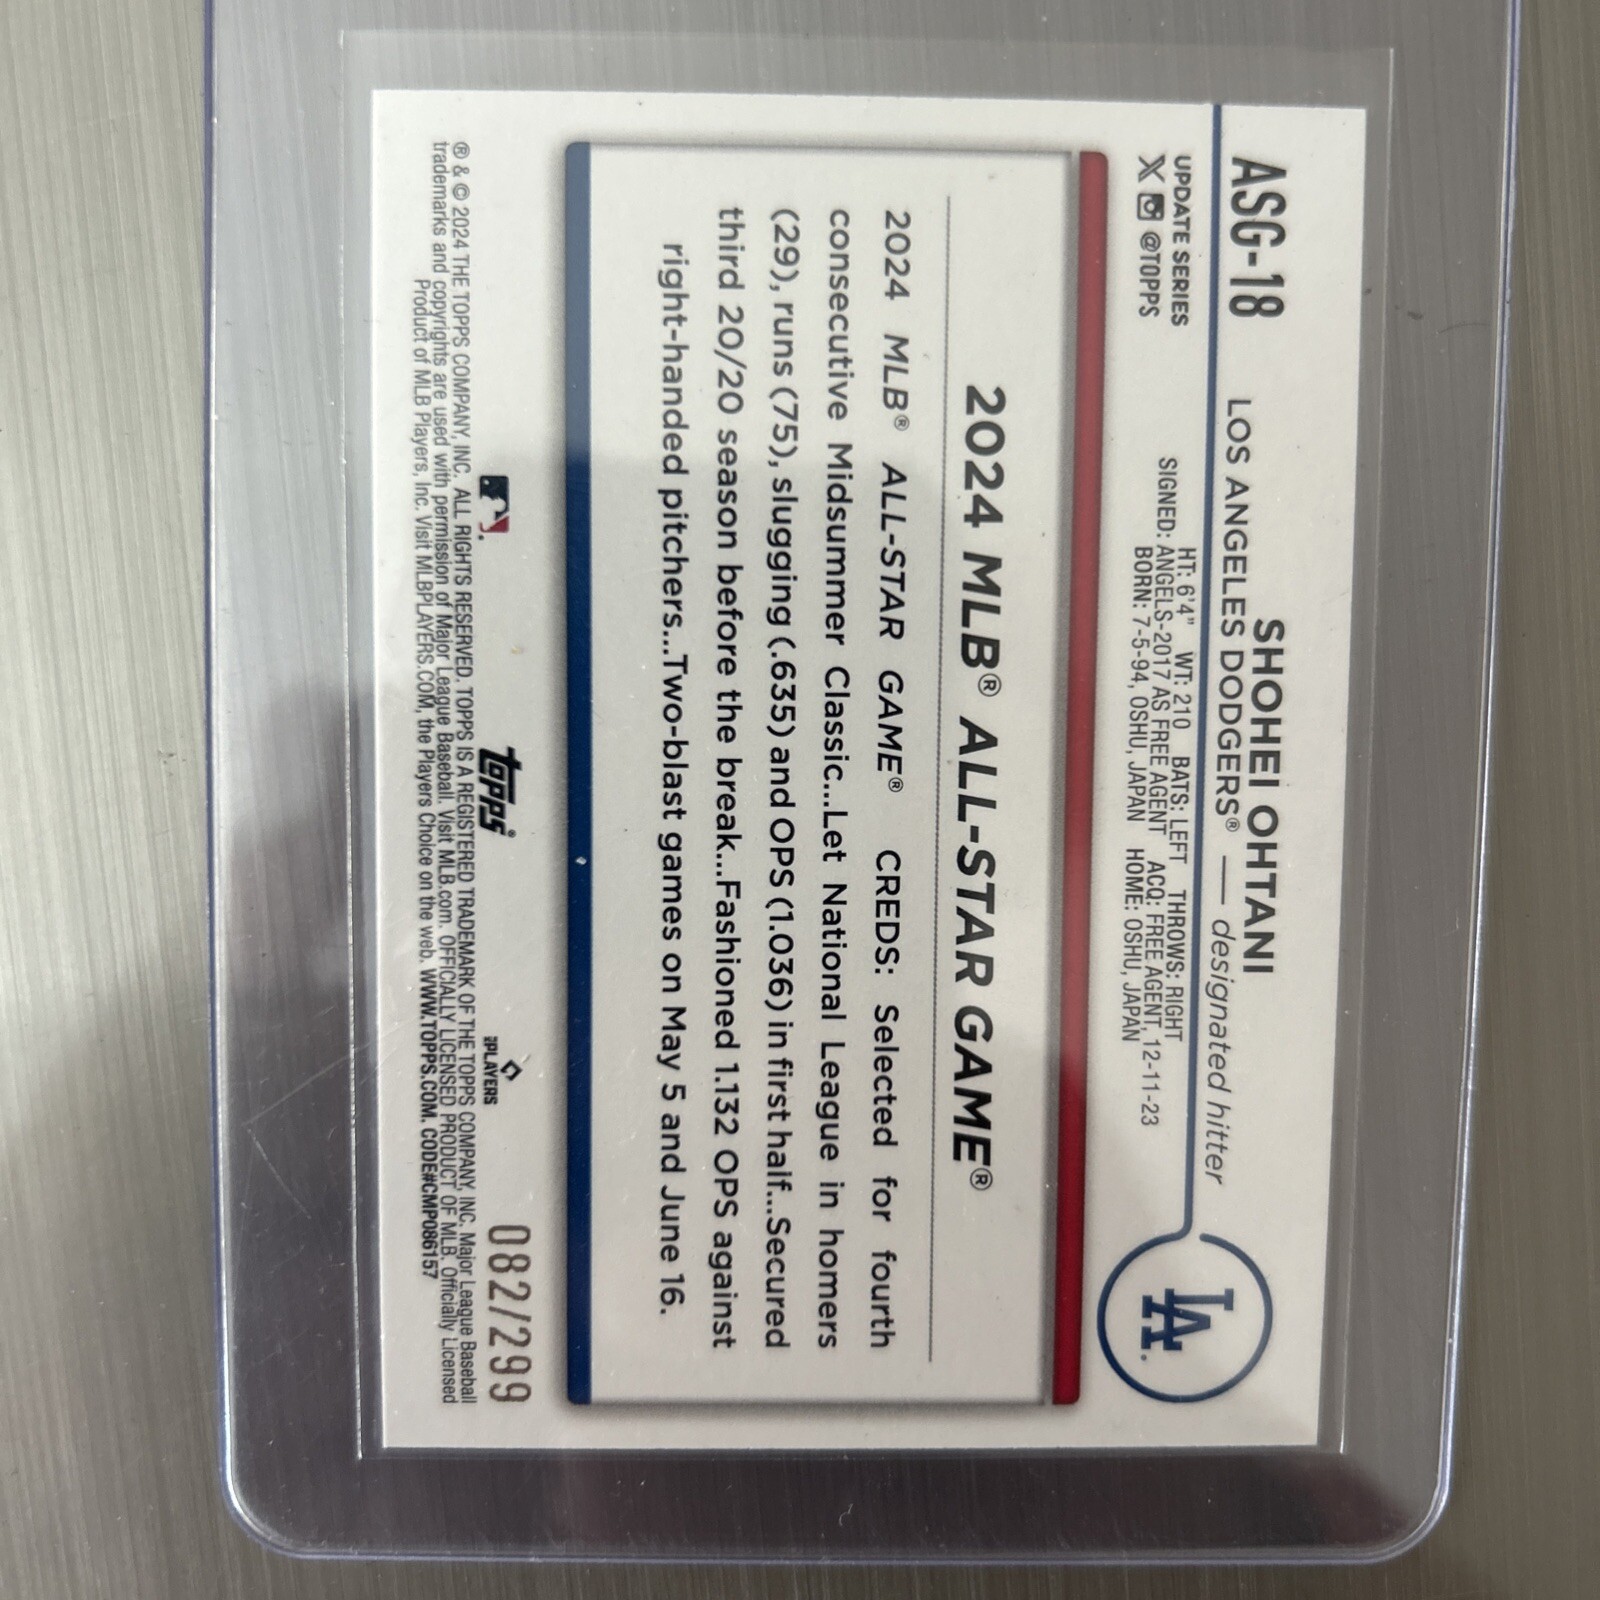 ASG-18
SHOHEI OHTANI
LOS ANGELES DODGERS® — designated hitter
UPDATE SERIES
X @TOPPS
HT: 6'4" WT: 210 BATS: LEFT THROWS: RIGHT
SIGNED: ANGELS-2017 AS FREE AGENT ACQ: FREE AGENT, 12-11-23
BORN: 7-5-94, OSHU, JAPAN HOME: OSHU, JAPAN
LA
2024 MLB® ALL-STAR GAME®
2024 MLB® ALL-STAR GAME® CREDS: Selected for fourth
consecutive Midsummer Classic...Let National League in homers
(29), runs (75), slugging (.635) and OPS (1.036) in first half...Secured
third 20/20 season before the break...Fashioned 1.132 OPS against
right-handed pitchers...Two-blast games on May 5 and June 16.
topps®
PLAYERS
082/299
® & © 2024 THE TOPPS COMPANY, INC. ALL RIGHTS RESERVED. TOPPS IS A REGISTERED TRADEMARK OF THE TOPPS COMPANY, INC. Major League Baseball
trademarks and copyrights are used with permission of Major League Baseball. Visit MLB.com. OFFICIALLY LICENSED PRODUCT OF MLB. Officially Licensed
Product of MLB Players, Inc. Visit MLBPLAYERS.COM, the Players Choice on the web. WWW.TOPPS.COM. CODE#CMP086157